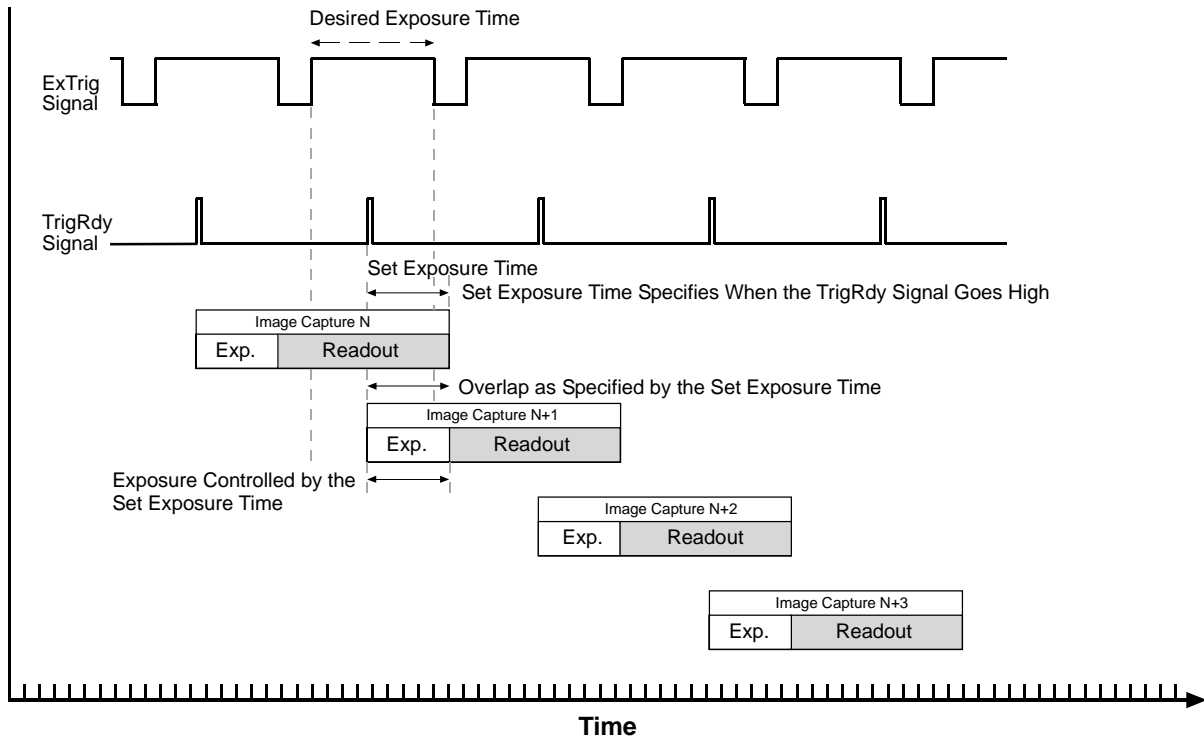 Desired Exposure Time
ExTrig
Signal
TrigRdy
Signal
Set Exposure Time
Set Exposure Time Specifies When the TrigRdy Signal Goes High
Image Capture N
Exp.
Readout
Overlap as Specified by the Set Exposure Time
Image Capture N+1
Exp.
Readout
Exposure Controlled by the
Set Exposure Time
Image Capture N+2
Exp.
Readout
Image Capture N+3
Exp.
Readout
Time